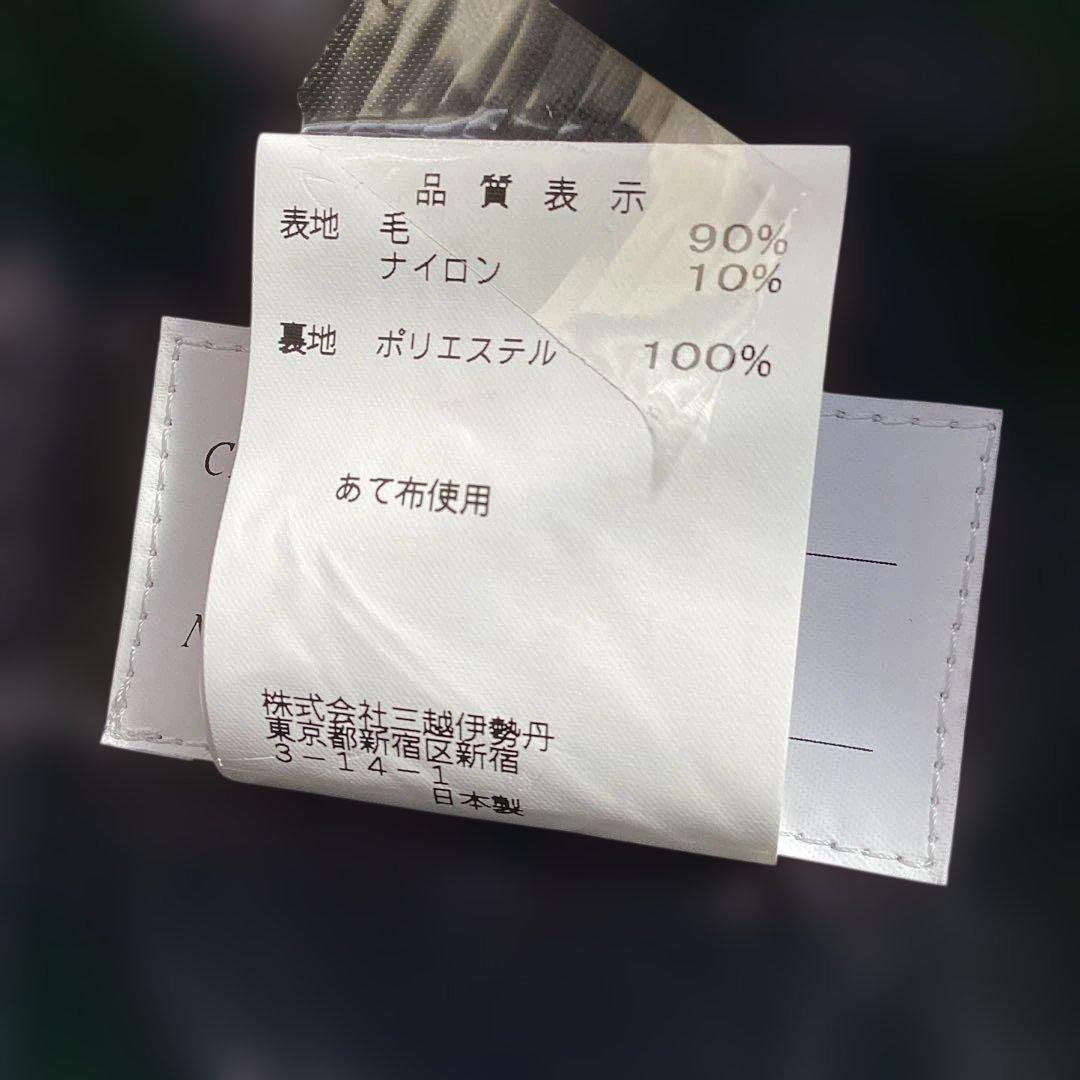 品質表示
表地 毛 90%
ナイロン 10%
裏地 ポリエステル 100%
あて布使用
株式会社三越伊勢丹
東京都新宿区新宿
3-14-1
日本製